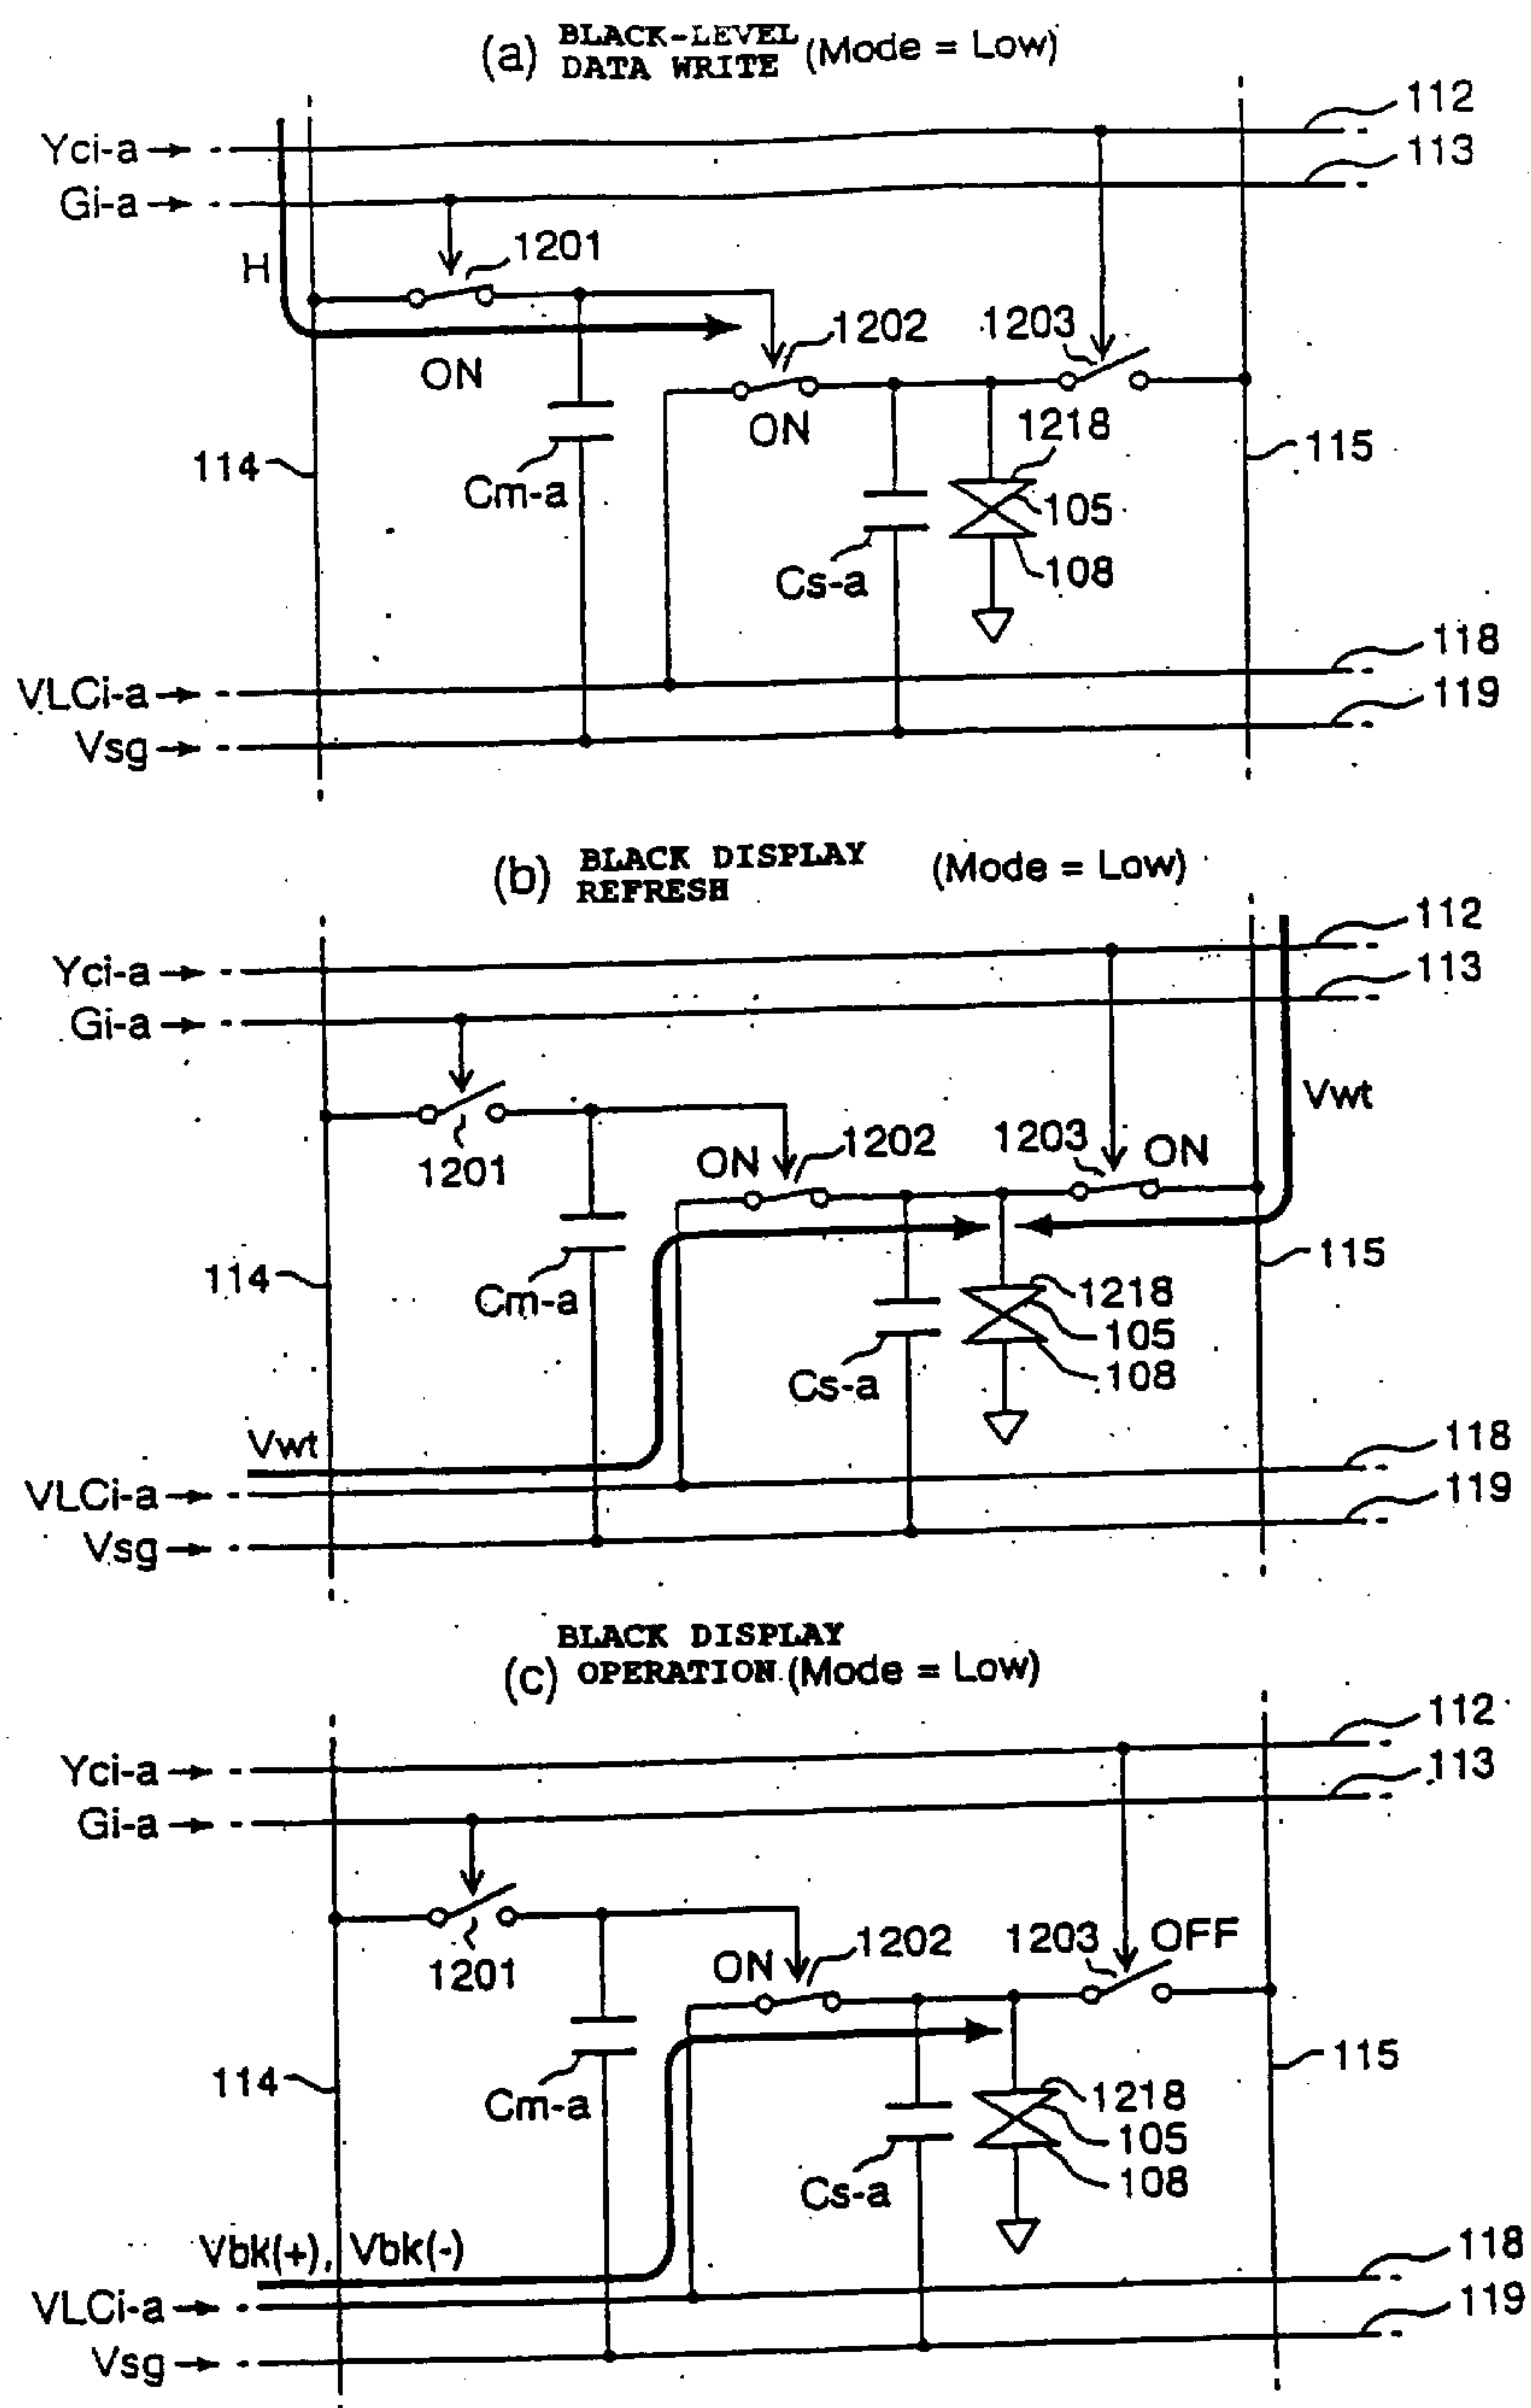 (a) BLACK-LEVEL
DATA WRITE (Mode = Low)
112
Yci-a
113
Gi-a
1201
H
1202
1203
ON
ON
1218
114
115
Cm-a
105
Cs-a
108
118
VLCi-a
119
Vsg
(b) BLACK DISPLAY
REFRESH (Mode = Low)
112
Yci-a
113
Gi-a
Vwt
1202
1203
ON
ON
1201
114
115
Cm-a
1218
105
Cs-a
108
Vwt
118
VLCi-a
119
Vsg
BLACK DISPLAY
(c) OPERATION (Mode = Low)
112
Yci-a
113
Gi-a
1202
1203
OFF
ON
1201
114
115
Cm-a
1218
105
Cs-a
108
Vbk(+), Vbk(-)
118
VLCi-a
119
Vsg